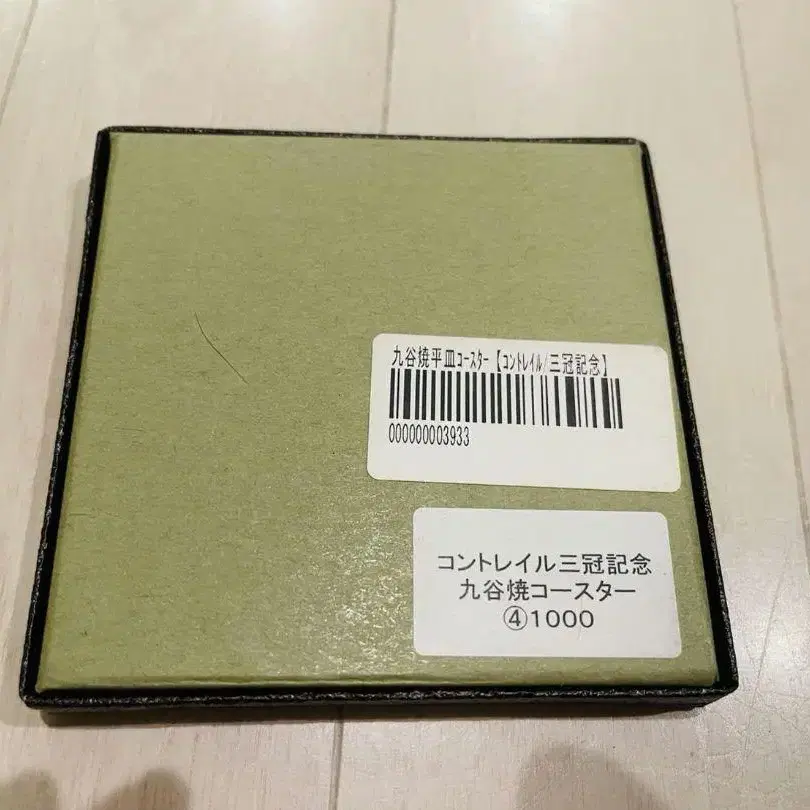 九谷焼平皿コースター【コントレイル/三冠記念】
000000003933
コントレイル三冠記念
九谷焼コースター
④1000